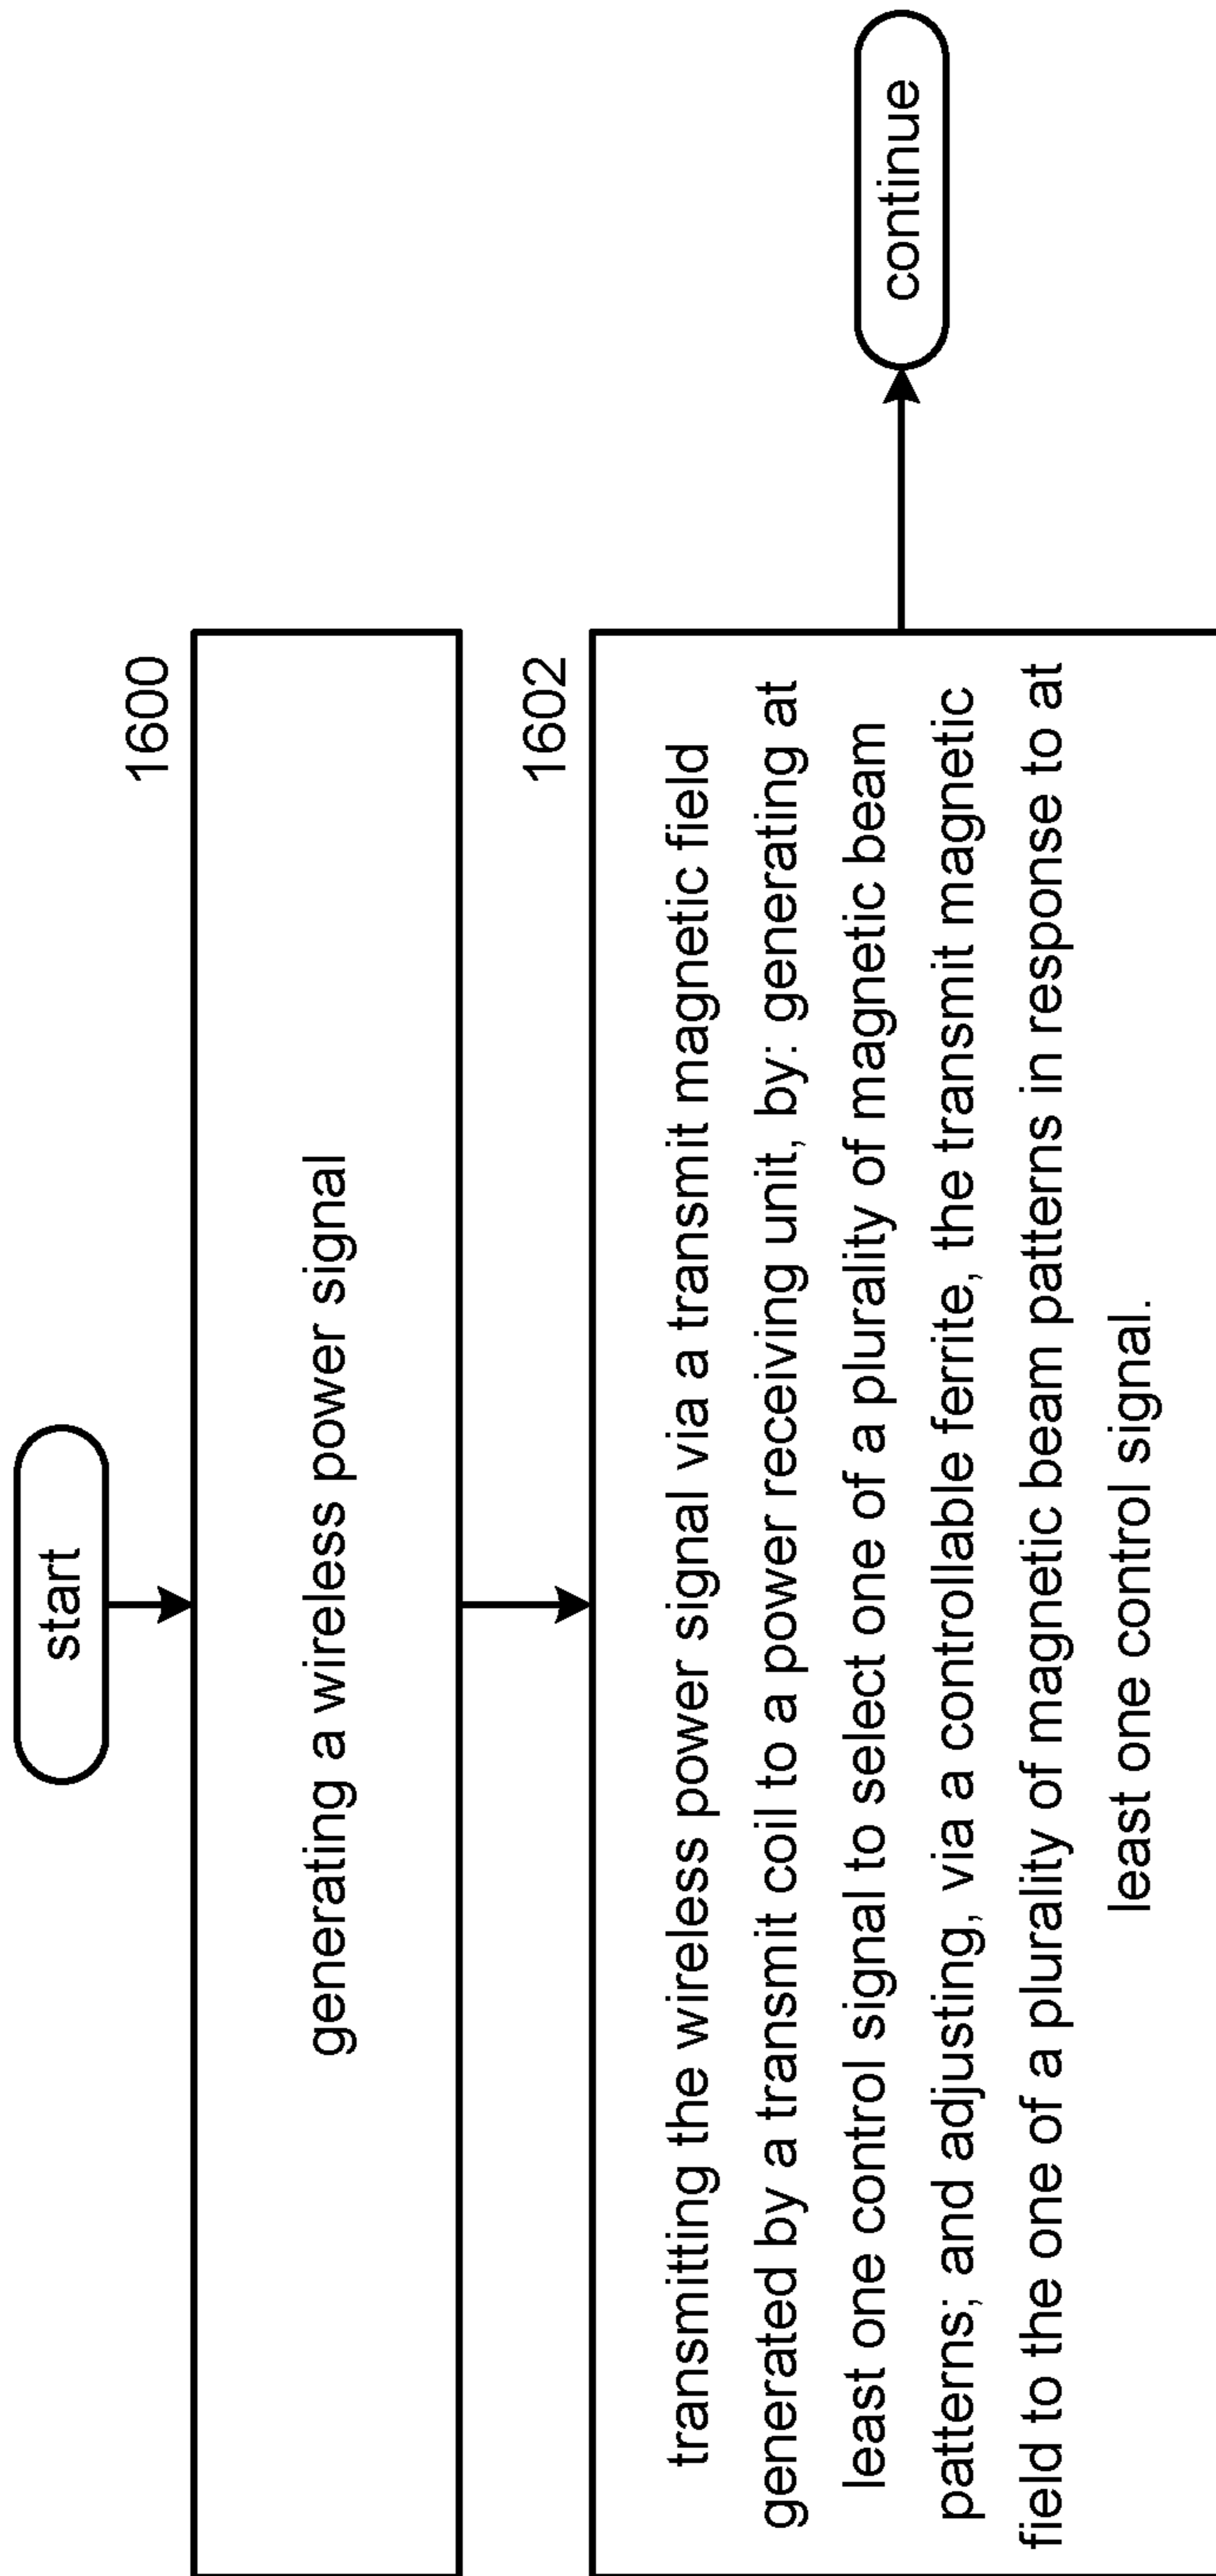 start
1600
generating a wireless power signal
1602
transmitting the wireless power signal via a transmit magnetic field
generated by a transmit coil to a power receiving unit, by: generating at
least one control signal to select one of a plurality of magnetic beam
patterns; and adjusting, via a controllable ferrite, the transmit magnetic
field to the one of a plurality of magnetic beam patterns in response to at
least one control signal.
continue